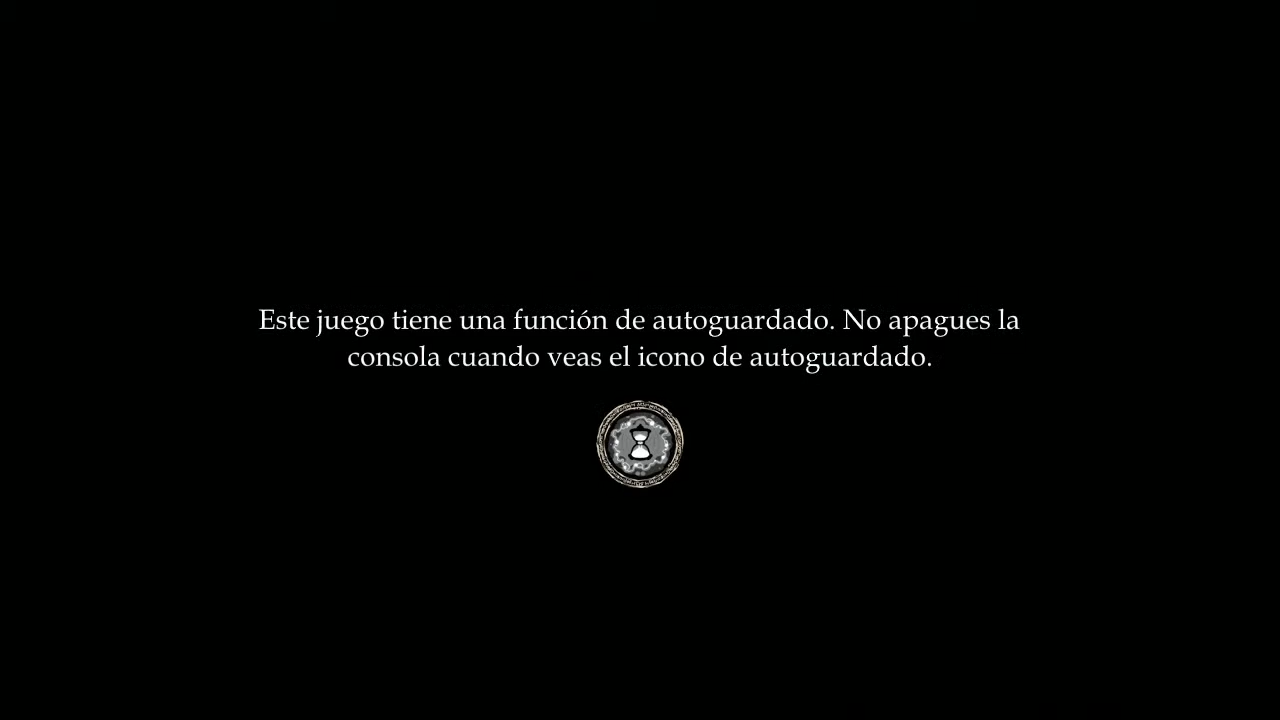 Este juego tiene una función de autoguardado. No apagues la
consola cuando veas el icono de autoguardado.